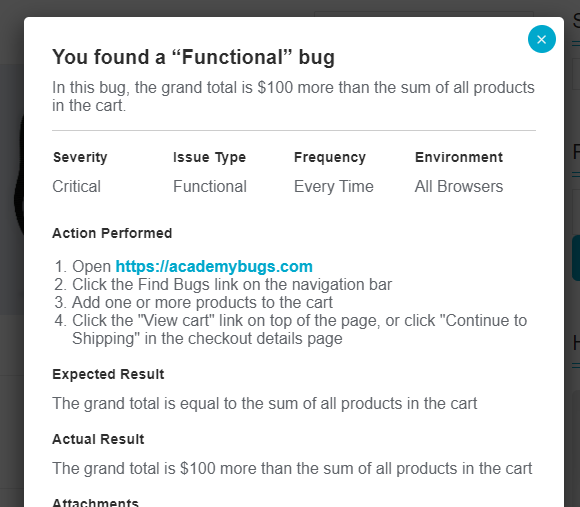 You found a “Functional” bug
In this bug, the grand total is $100 more than the sum of all products
in the cart.
Severity
Issue Type
Frequency
Environment
Critical
Functional
Every Time
All Browsers
Action Performed
1. Open https://academybugs.com
2. Click the Find Bugs link on the navigation bar
3. Add one or more products to the cart
4. Click the "View cart" link on top of the page, or click "Continue to
Shipping" in the checkout details page
Expected Result
The grand total is equal to the sum of all products in the cart
Actual Result
The grand total is $100 more than the sum of all products in the cart
Attachments